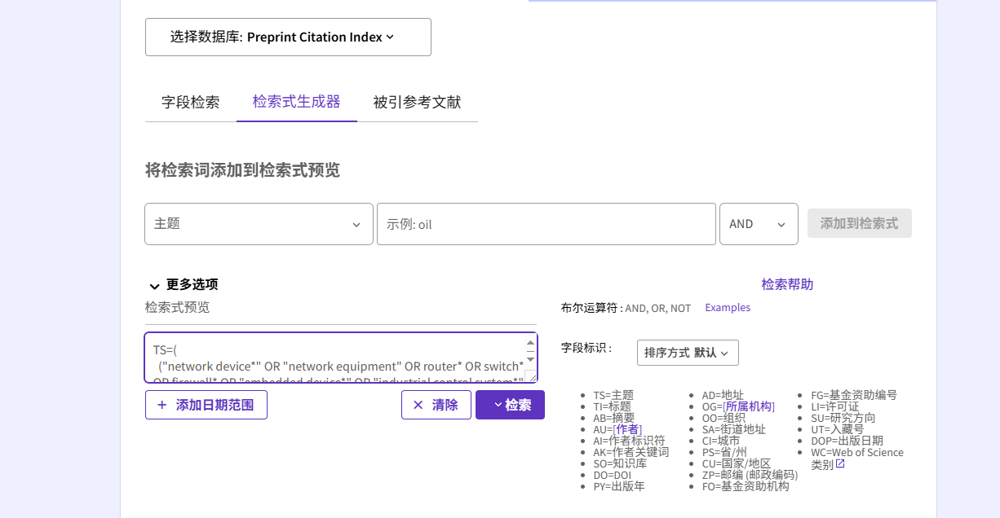 选择数据库: Preprint Citation Index
字段检索 检索式生成器 被引参考文献
将检索词添加到检索式预览
主题 示例: oil AND 添加到检索式
更多选项 检索帮助
检索式预览
布尔运算符 : AND, OR, NOT Examples
TS=(
("network device*" OR "network equipment" OR router* OR switch*
OR firewall* OR "embedded device*" OR "industrial control system*"
+ 添加日期范围 × 清除 检索
字段标识 : 排序方式 默认
TS=主题
TI=标题
AB=摘要
AU=[作者]
AI=作者标识符
AK=作者关键词
SO=知识库
DO=DOI
PY=出版年
AD=地址
OG=[所属机构]
OO=组织
SA=街道地址
CI=城市
PS=省/州
CU=国家/地区
ZP=邮编 (邮政编码)
FO=基金资助机构
FG=基金资助编号
LI=许可证
SU=研究方向
UT=入藏号
DOP=出版日期
WC=Web of Science
类别